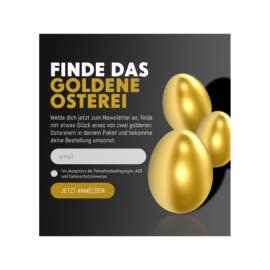 FINDE DAS
GOLDENE
OSTEREI
Melde dich jetzt zum Newsletter an, finde
mit etwas Glück eines von zwei goldenen
Ostereiern in deinem Paket und bekomme
deine Bestellung umsonst.
email
Ich akzeptiere die Teilnahmebedingungen, AGB
und Datenschutzhinweise.
JETZT ANMELDEN